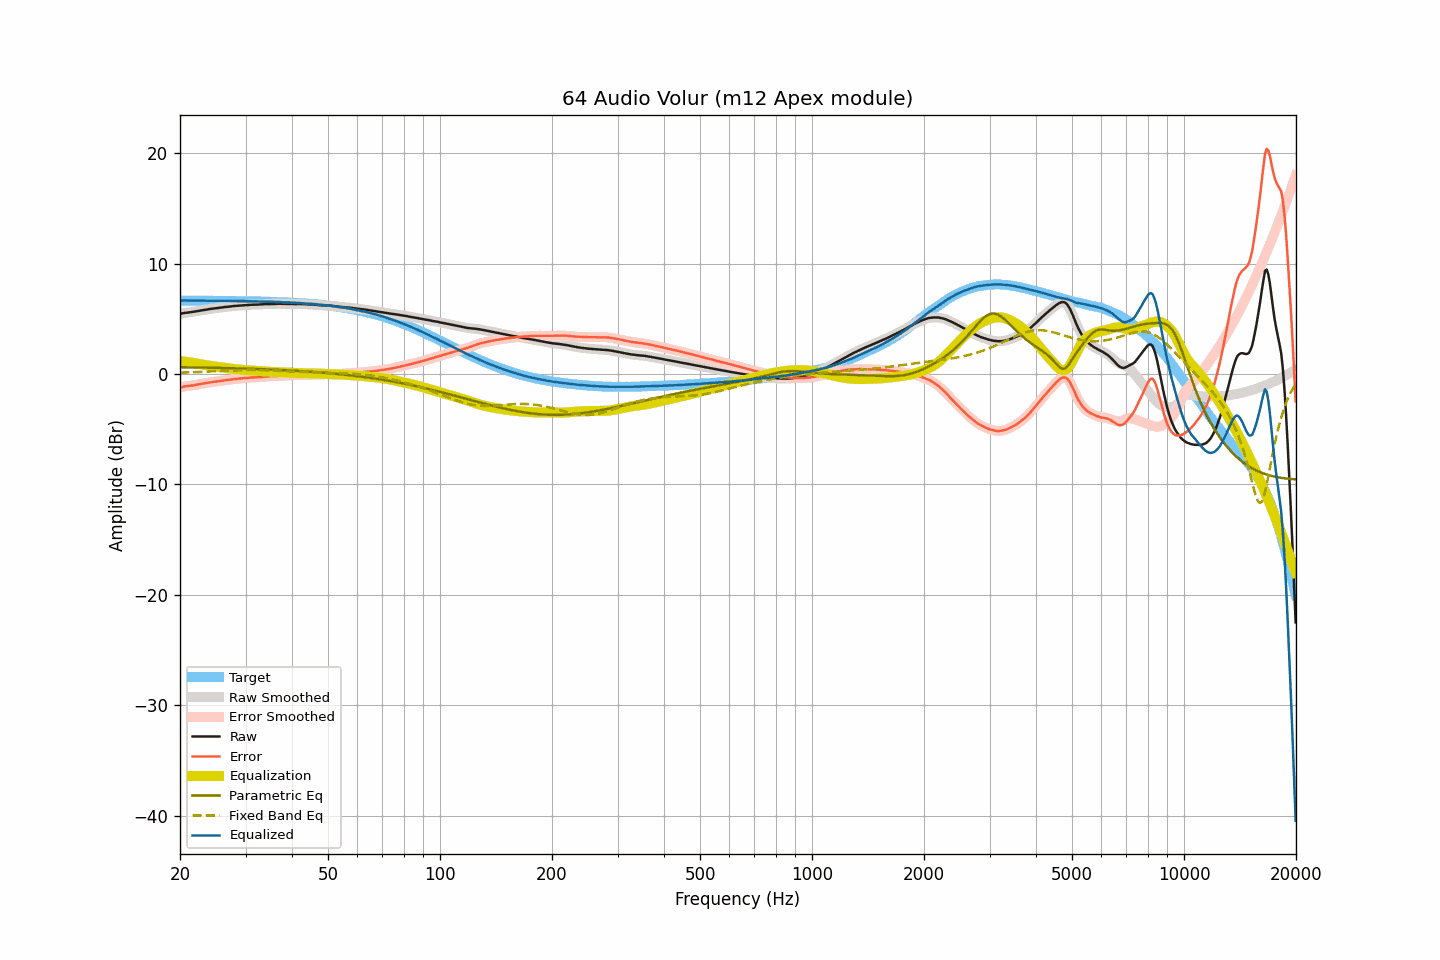 64 Audio Volur (m12 Apex module)
20
10
0
−10
−20
−30
−40
Amplitude (dBr)
Target
Raw Smoothed
Error Smoothed
Raw
Error
Equalization
Parametric Eq
Fixed Band Eq
Equalized
20 50 100 200 500 1000 2000 5000 10000 20000
Frequency (Hz)